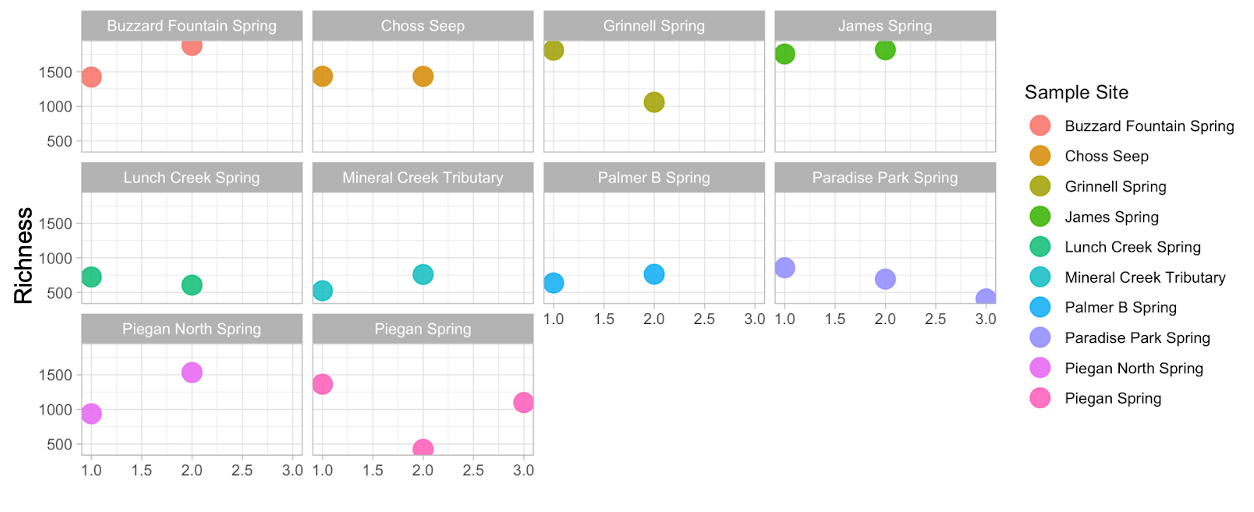 Buzzard Fountain Spring
Choss Seep
Grinnell Spring
James Spring
1500
1000
500
Lunch Creek Spring
Mineral Creek Tributary
Palmer B Spring
Paradise Park Spring
1500
1000
500
1.0 1.5 2.0 2.5 3.0
1.0 1.5 2.0 2.5 3.0
Piegan North Spring
Piegan Spring
1500
1000
500
1.0 1.5 2.0 2.5 3.0
1.0 1.5 2.0 2.5 3.0
Richness
Sample Site
Buzzard Fountain Spring
Choss Seep
Grinnell Spring
James Spring
Lunch Creek Spring
Mineral Creek Tributary
Palmer B Spring
Paradise Park Spring
Piegan North Spring
Piegan Spring